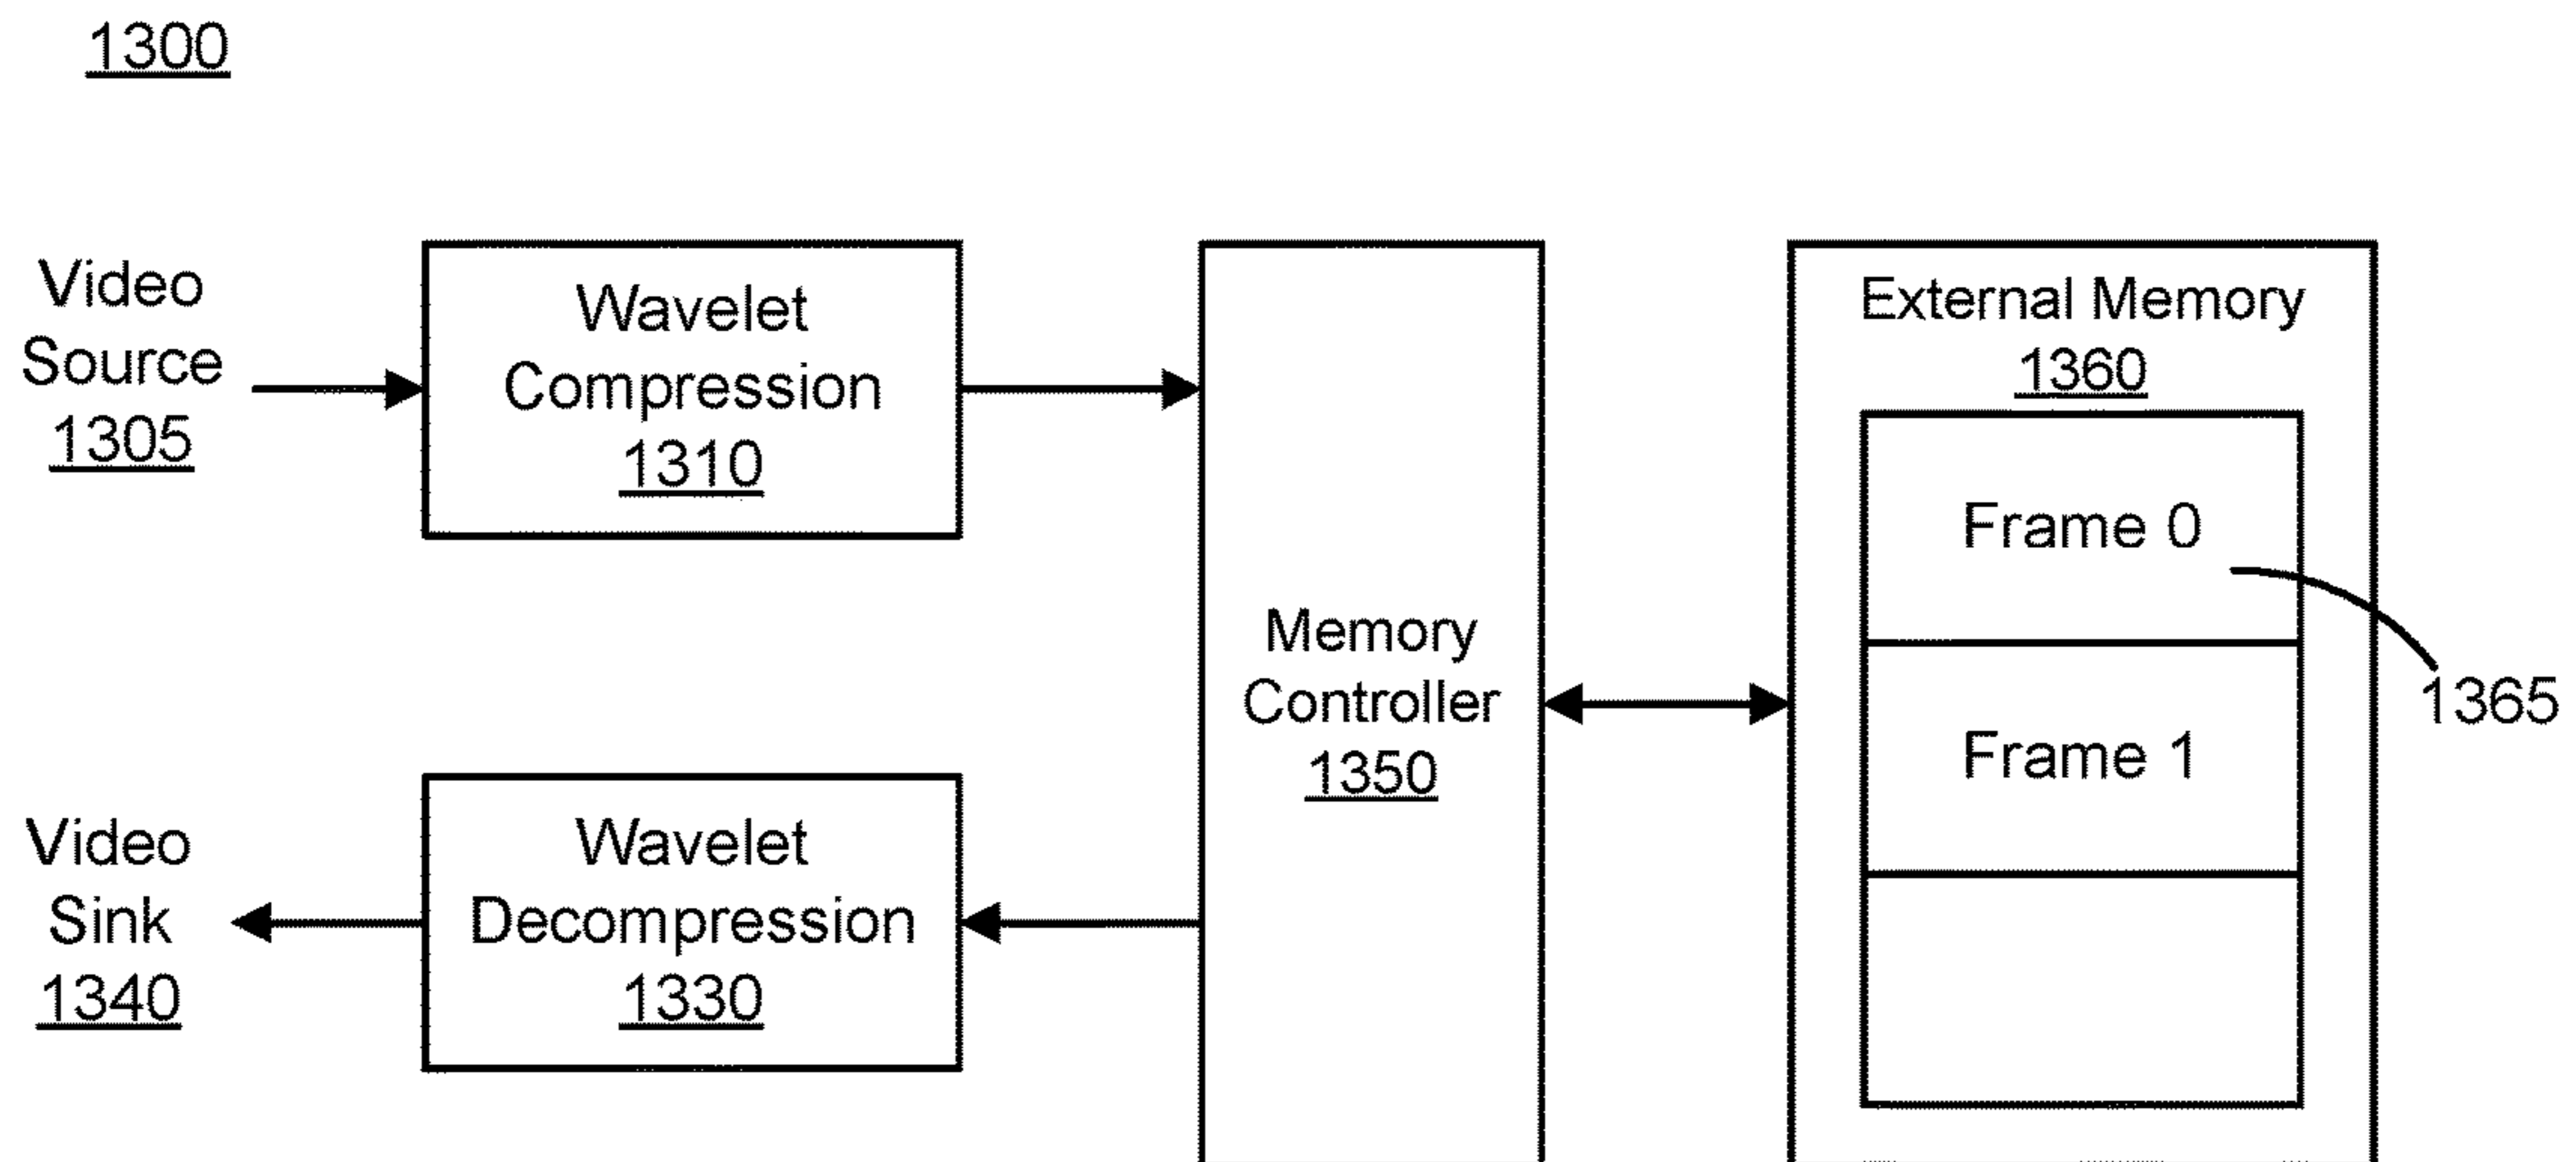 1300
Video
Source
1305
Wavelet
Compression
1310
External Memory
1360
Frame 0
Memory
Controller
1350
1365
Frame 1
Video
Sink
1340
Wavelet
Decompression
1330